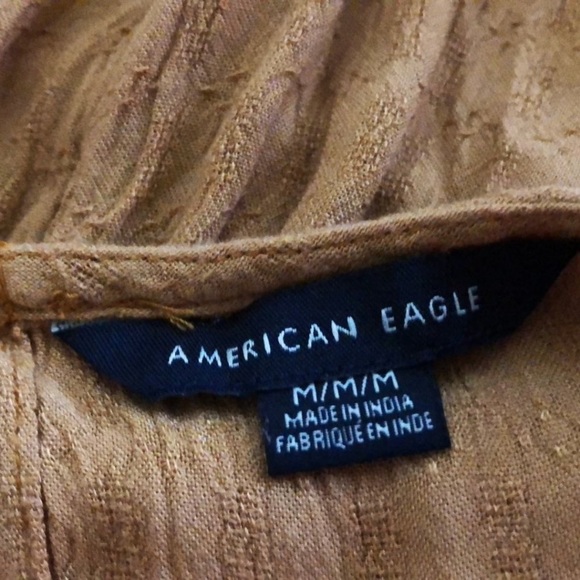 AMERICAN EAGLE
M/M/M
MADE IN INDIA
FABRIQUÉ EN INDE